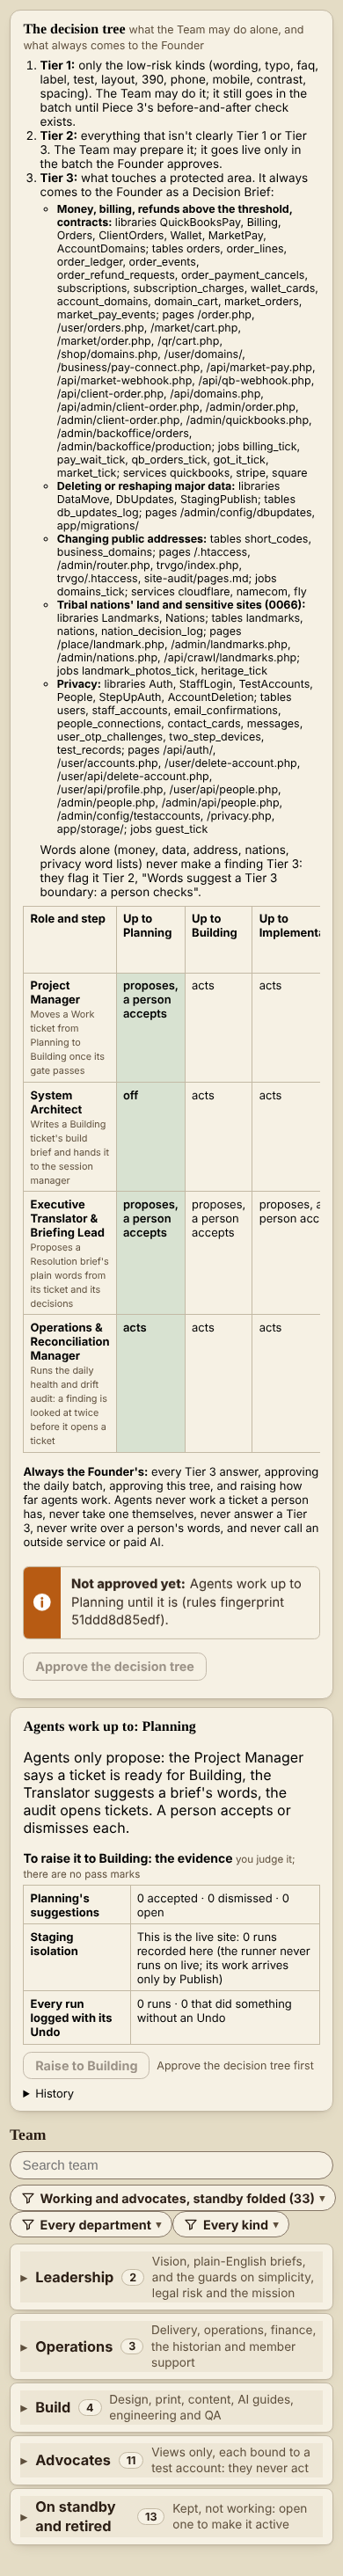 The decision tree what the Team may do alone, and
what always comes to the Founder
1. Tier 1: only the low-risk kinds (wording, typo, faq,
label, test, layout, 390, phone, mobile, contrast,
spacing). The Team may do it; it still goes in the
batch until Piece 3's before-and-after check
exists.
2. Tier 2: everything that isn't clearly Tier 1 or Tier
3. The Team may prepare it; it goes live only in
the batch the Founder approves.
3. Tier 3: what touches a protected area. It always
comes to the Founder as a Decision Brief:
Money, billing, refunds above the threshold,
contracts: libraries QuickBooksPay, Billing,
Orders, ClientOrders, Wallet, MarketPay,
AccountDomains; tables orders, order_lines,
order_ledger, order_events,
order_refund_requests, order_payment_cancels,
subscriptions, subscription_charges, wallet_cards,
account_domains, domain_cart, market_orders,
market_pay_events; pages /order.php,
/user/orders.php, /market/cart.php,
/market/order.php, /qr/cart.php,
/shop/domains.php, /user/domains/,
/business/pay-connect.php, /api/market-pay.php,
/api/market-webhook.php, /api/qb-webhook.php,
/api/client-order.php, /api/domains.php,
/api/admin/client-order.php, /admin/order.php,
/admin/client-order.php, /admin/quickbooks.php,
/admin/backoffice/orders,
/admin/backoffice/production; jobs billing_tick,
pay_wait_tick, qb_orders_tick, got_it_tick,
market_tick; services quickbooks, stripe, square
Deleting or reshaping major data: libraries
DataMove, DbUpdates, StagingPublish; tables
db_updates_log; pages /admin/config/dbupdates,
app/migrations/
Changing public addresses: tables short_codes,
business_domains; pages /.htaccess,
/admin/router.php, trvgo/index.php,
trvgo/.htaccess, site-audit/pages.md; jobs
domains_tick; services cloudflare, namecom, fly
Tribal nations' land and sensitive sites (0066):
libraries Landmarks, Nations; tables landmarks,
nations, nation_decision_log; pages
/place/landmark.php, /admin/landmarks.php,
/admin/nations.php, /api/crawl/landmarks.php;
jobs landmark_photos_tick, heritage_tick
Privacy: libraries Auth, StaffLogin, TestAccounts,
People, StepUpAuth, AccountDeletion; tables
users, staff_accounts, email_confirmations,
people_connections, contact_cards, messages,
user_otp_challenges, two_step_devices,
test_records; pages /api/auth/,
/user/accounts.php, /user/delete-account.php,
/user/api/delete-account.php,
/user/api/profile.php, /user/api/people.php,
/admin/people.php, /admin/api/people.php,
/admin/config/testaccounts, /privacy.php,
app/storage/; jobs guest_tick
Words alone (money, data, address, nations,
privacy word lists) never make a finding Tier 3:
they flag it Tier 2, "Words suggest a Tier 3
boundary: a person checks".
Role and step
Up to
Planning
Up to
Building
Up to
Implementa
Project
Manager
Moves a Work
ticket from
Planning to
Building once its
gate passes
proposes,
a person
accepts
acts
acts
System
Architect
Writes a Building
ticket's build
brief and hands it
to the session
manager
off
acts
acts
Executive
Translator &
Briefing Lead
Proposes a
Resolution brief's
plain words from
its ticket and its
decisions
proposes,
a person
accepts
proposes,
a person
accepts
proposes, a
person acc
Operations &
Reconciliation
Manager
Runs the daily
health and drift
audit: a finding is
looked at twice
before it opens a
ticket
acts
acts
acts
Always the Founder's: every Tier 3 answer, approving
the daily batch, approving this tree, and raising how
far agents work. Agents never work a ticket a person
has, never take one themselves, never answer a Tier
3, never write over a person's words, and never call an
outside service or paid AI.
Not approved yet: Agents work up to
Planning until it is (rules fingerprint
51ddd8d85edf).
Approve the decision tree
Agents work up to: Planning
Agents only propose: the Project Manager
says a ticket is ready for Building, the
Translator suggests a brief's words, the
audit opens tickets. A person accepts or
dismisses each.
To raise it to Building: the evidence you judge it;
there are no pass marks
Planning's
suggestions
0 accepted · 0 dismissed · 0
open
Staging
isolation
This is the live site: 0 runs
recorded here (the runner never
runs on live; its work arrives
only by Publish)
Every run
logged with its
Undo
0 runs · 0 that did something
without an Undo
Raise to Building Approve the decision tree first
▶ History
Team
Search team
Working and advocates, standby folded (33) ▾
Every department ▾ Every kind ▾
▶ Leadership 2 Vision, plain-English briefs,
and the guards on simplicity,
legal risk and the mission
▶ Operations 3 Delivery, operations, finance,
the historian and member
support
▶ Build 4 Design, print, content, AI guides,
engineering and QA
▶ Advocates 11 Views only, each bound to a
test account: they never act
▶ On standby
and retired 13 Kept, not working: open
one to make it active